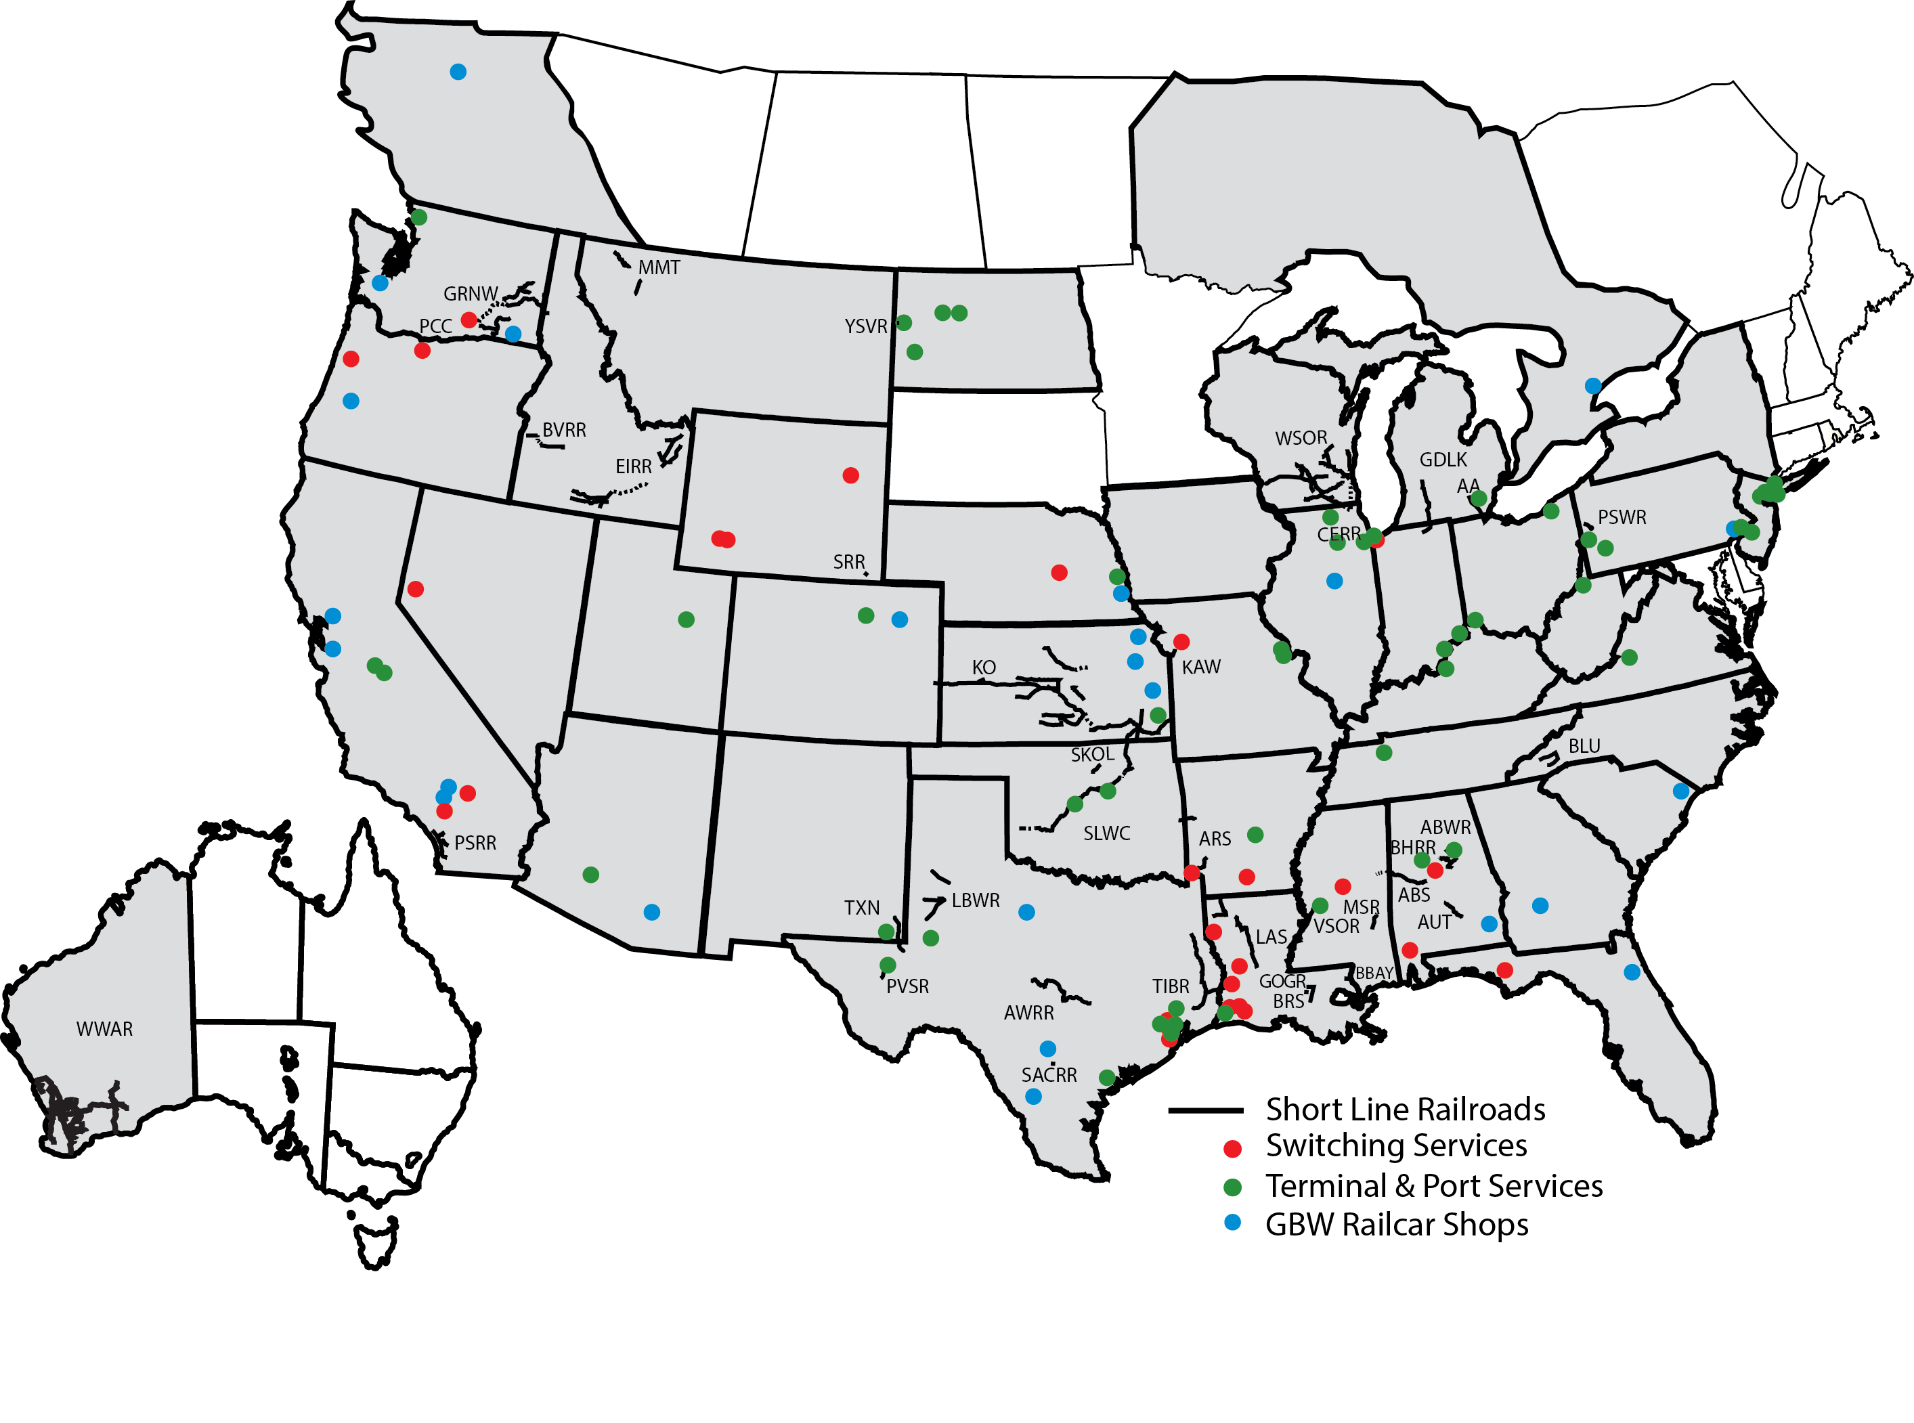 MMT
GRNW
PCC
YSVR
BVRR
EIRR
WSOR
GDLK
AA
PSWR
CERR
SRR
KO
KAW
SKOL
BLU
SLWC
ARS
ABWR
BHRR
PSRR
ABS
LBWR
TXN
MSR
VSOR
AUT
LAS
BBAY
GOGR
BRS
TIBR
PVSR
AWRR
WWAR
SACRR
Short Line Railroads
Switching Services
Terminal & Port Services
GBW Railcar Shops